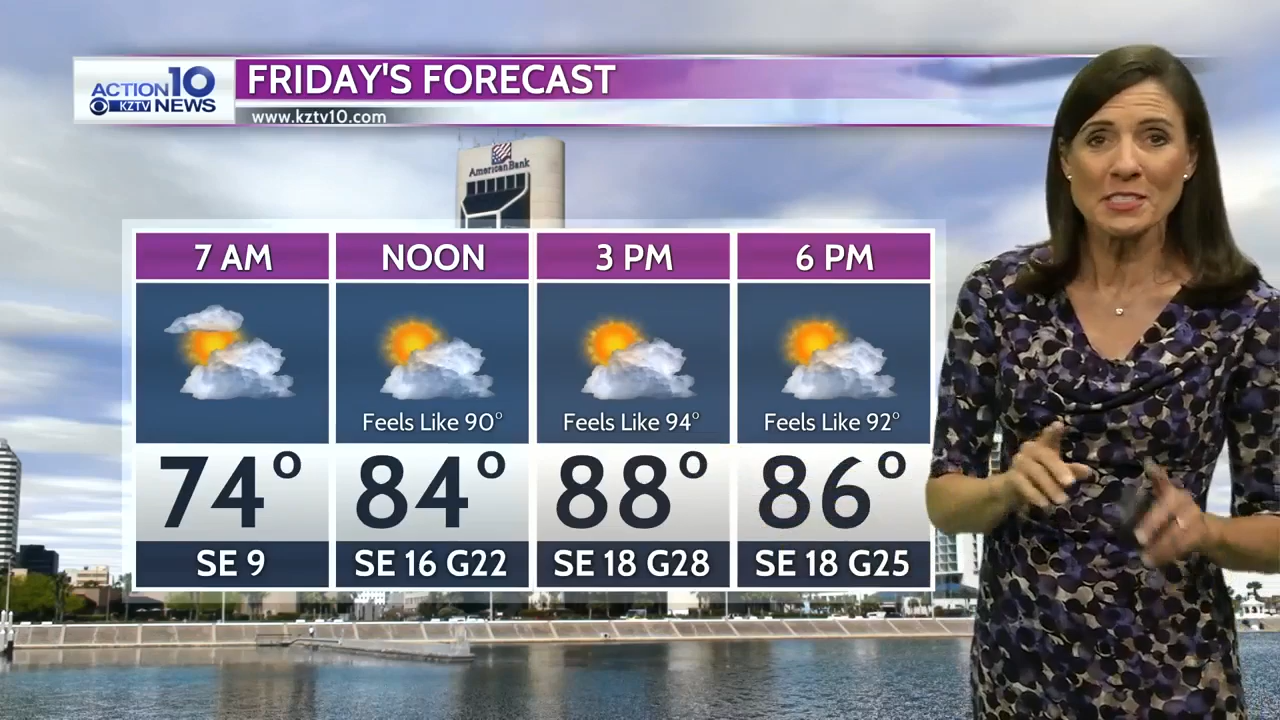 ACTION 10
KZTV NEWS
FRIDAY'S FORECAST
www.kztv10.com
AmericanBank
7 AM
NOON
3 PM
6 PM
Feels Like 90°
Feels Like 94°
Feels Like 92°
74°
84°
88°
86°
SE 9
SE 16 G22
SE 18 G28
SE 18 G25